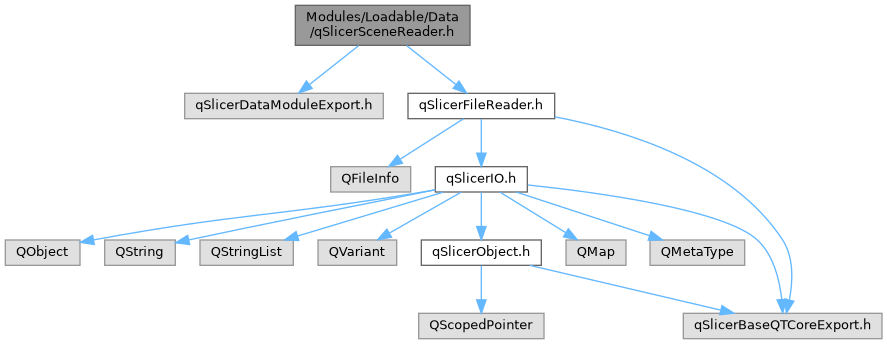 Modules/Loadable/Data
/qSlicerSceneReader.h
qSlicerDataModuleExport.h
qSlicerFileReader.h
QFileInfo
qSlicerIO.h
QObject
QString
QStringList
QVariant
qSlicerObject.h
QMap
QMetaType
QScopedPointer
qSlicerBaseQTCoreExport.h